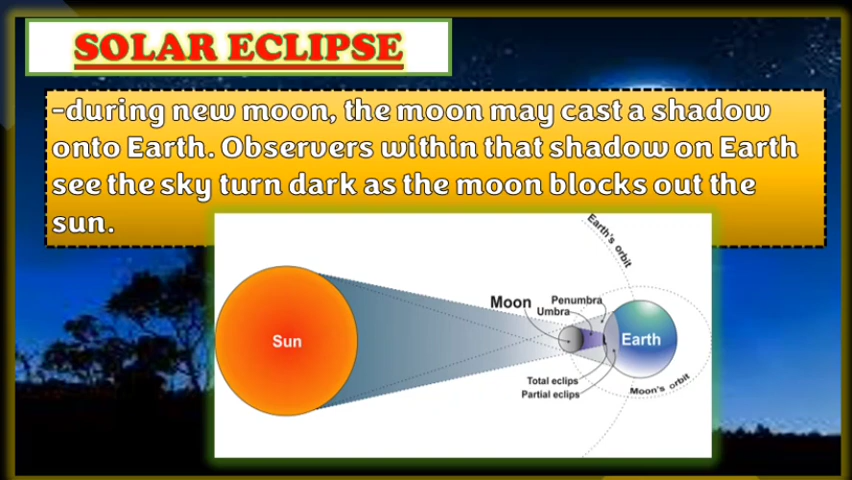 SOLAR ECLIPSE
-during new moon, the moon may cast a shadow
onto Earth. Observers within that shadow on Earth
see the sky turn dark as the moon blocks out the
sun.
Earth's orbit
Moon
Penumbra
Umbra
Sun
Earth
Total eclips
Partial eclips
Moon's orbit